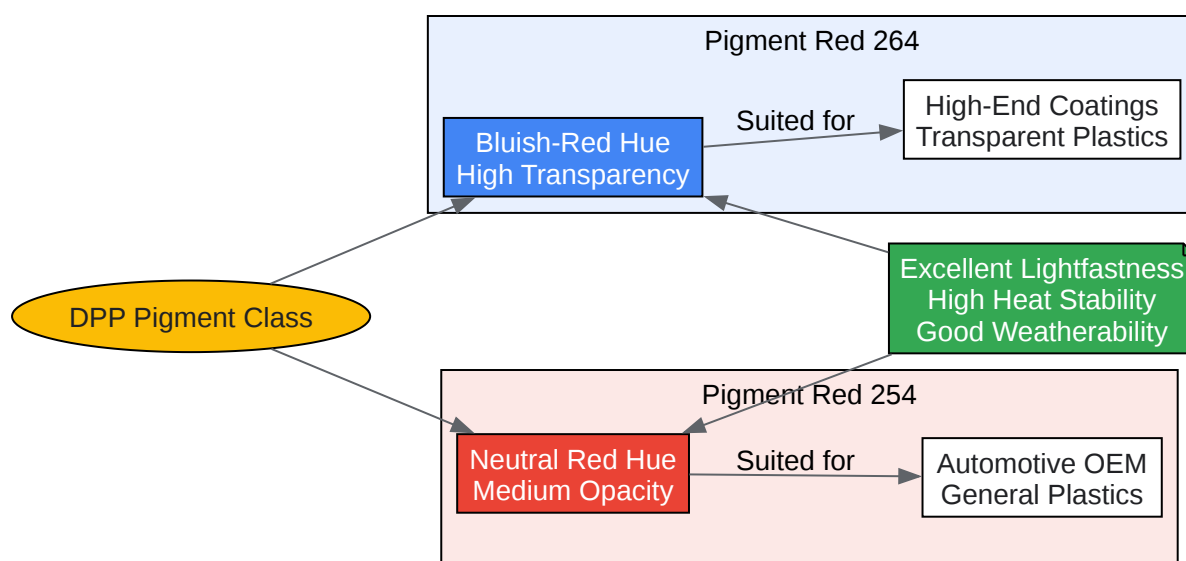 Pigment Red 264
Bluish-Red Hue
High Transparency
Suited for
High-End Coatings
Transparent Plastics
DPP Pigment Class
Excellent Lightfastness
High Heat Stability
Good Weatherability
Pigment Red 254
Neutral Red Hue
Medium Opacity
Suited for
Automotive OEM
General Plastics